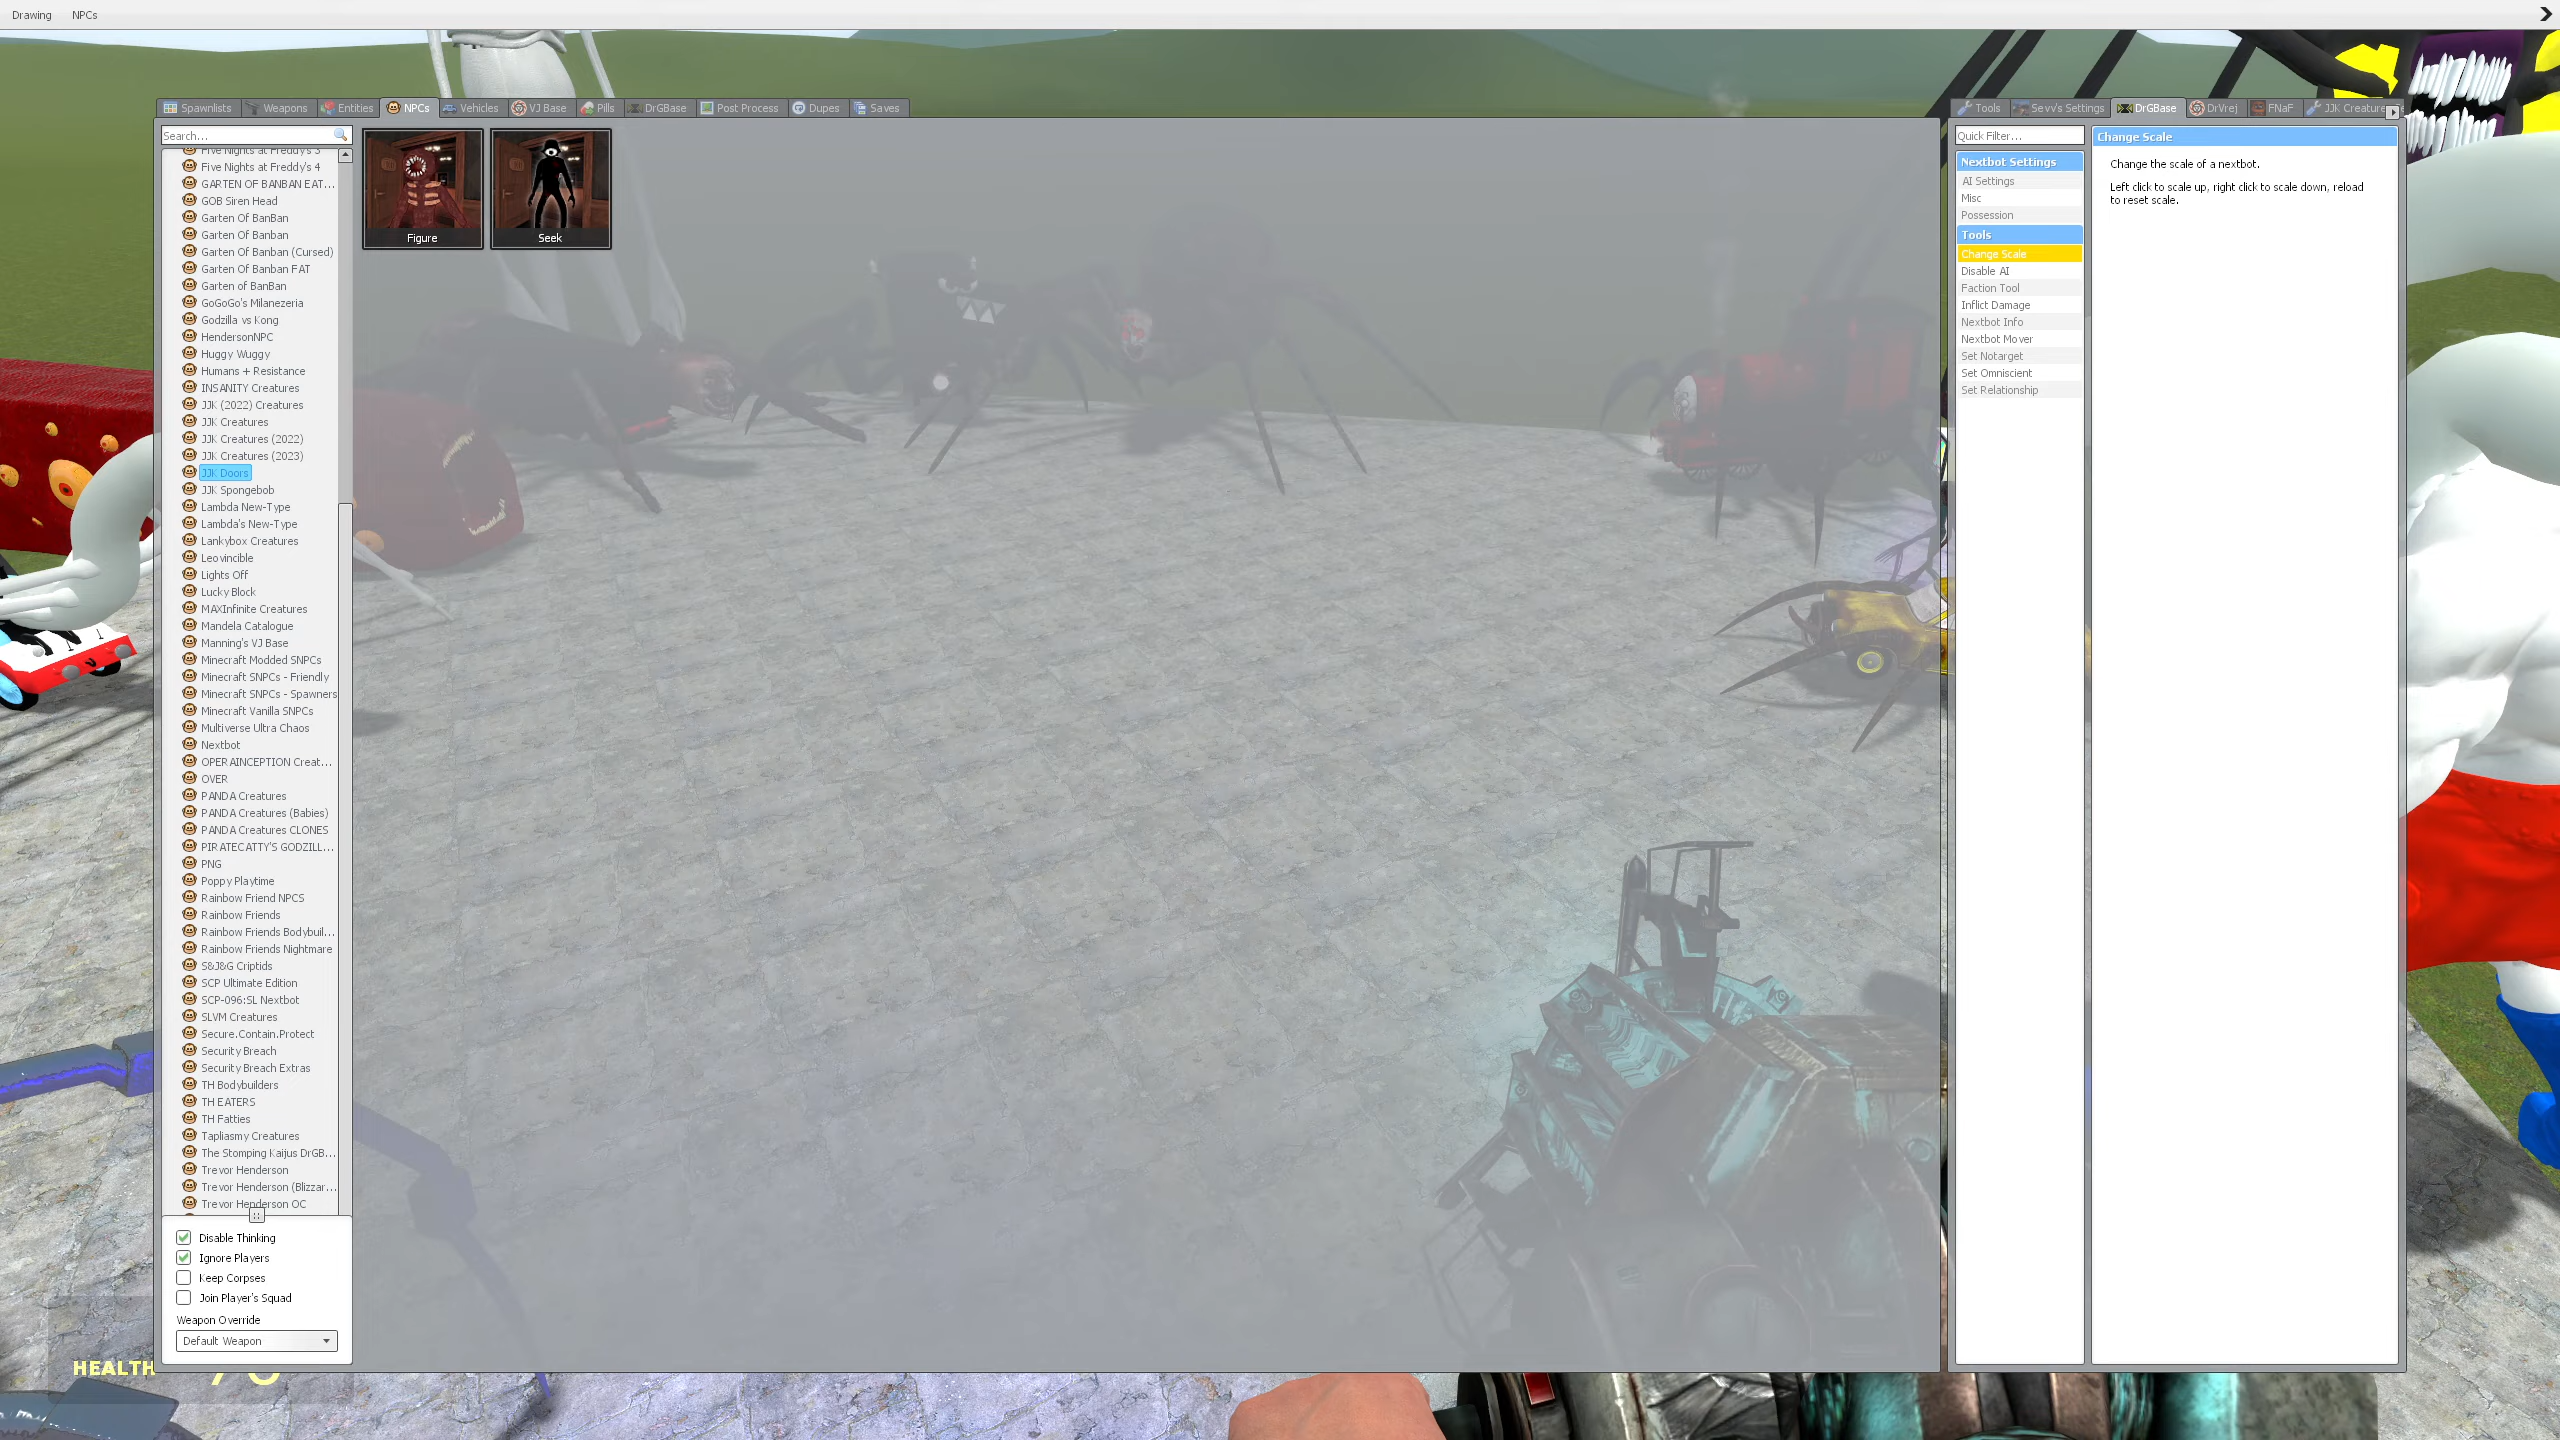 Drawing NPCs
Spawnlists Weapons Entities NPCs Vehicles VJ Base Pills DrGBase Post Process Dupes Saves
Search...
Five Nights at Freddy's 3
Five Nights at Freddy's 4
GARTEN OF BANBAN EAT...
GOB Siren Head
Garten Of BanBan
Garten Of Banban
Garten Of Banban (Cursed)
Garten Of Banban FAT
Garten of BanBan
GoGoGo's Milanezeria
Godzilla vs Kong
HendersonNPC
Huggy Wuggy
Humans + Resistance
INSANITY Creatures
JJK (2022) Creatures
JJK Creatures
JJK Creatures (2022)
JJK Creatures (2023)
JJK Doors
JJK Spongebob
Lambda New-Type
Lambda's New-Type
Lankybox Creatures
Leovincible
Lights Off
Lucky Block
MAXInfinite Creatures
Mandela Catalogue
Manning's VJ Base
Minecraft Modded SNPCs
Minecraft SNPCs - Friendly
Minecraft SNPCs - Spawners
Minecraft Vanilla SNPCs
Multiverse Ultra Chaos
Nextbot
OPERAINCEPTION Creat...
OVER
PANDA Creatures
PANDA Creatures (Babies)
PANDA Creatures CLONES
PIRATECATTY'S GODZILL...
PNG
Poppy Playtime
Rainbow Friend NPCS
Rainbow Friends
Rainbow Friends Bodybuil...
Rainbow Friends Nightmare
S&J&G Criptids
SCP Ultimate Edition
SCP-096:SL Nextbot
SLVM Creatures
Secure.Contain.Protect
Security Breach
Security Breach Extras
TH Bodybuilders
TH EATERS
TH Fatties
Tapliasmy Creatures
The Stomping Kaijus DrGB...
Trevor Henderson
Trevor Henderson (Blizzar...
Trevor Henderson OC
Disable Thinking
Ignore Players
Keep Corpses
Join Player's Squad
Weapon Override
Default Weapon
HEALTH
Figure
Seek
Tools Sevv's Settings DrGBase DrVrej FNaF JJK Creature
Quick Filter...
Nextbot Settings
AI Settings
Misc
Possession
Tools
Change Scale
Disable AI
Faction Tool
Inflict Damage
Nextbot Info
Nextbot Mover
Set Notarget
Set Omniscient
Set Relationship
Change Scale
Change the scale of a nextbot.
Left click to scale up, right click to scale down, reload
to reset scale.